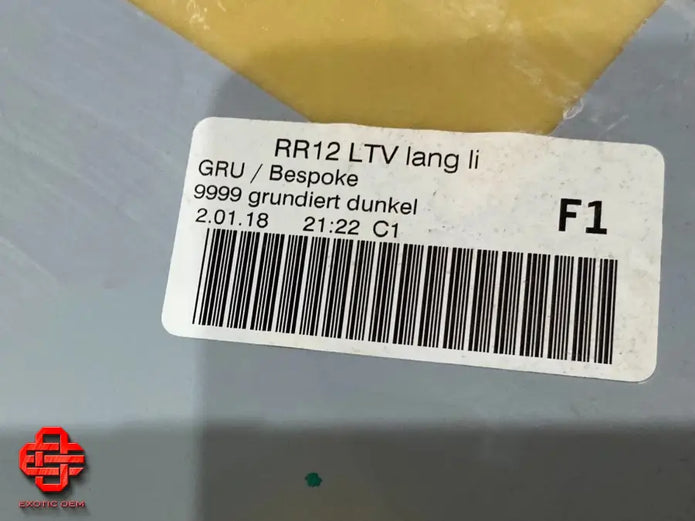 RR12 LTV lang li
GRU / Bespoke
9999 grundiert dunkel
2.01.18 21:22 C1
F1
EXOTIC OEM